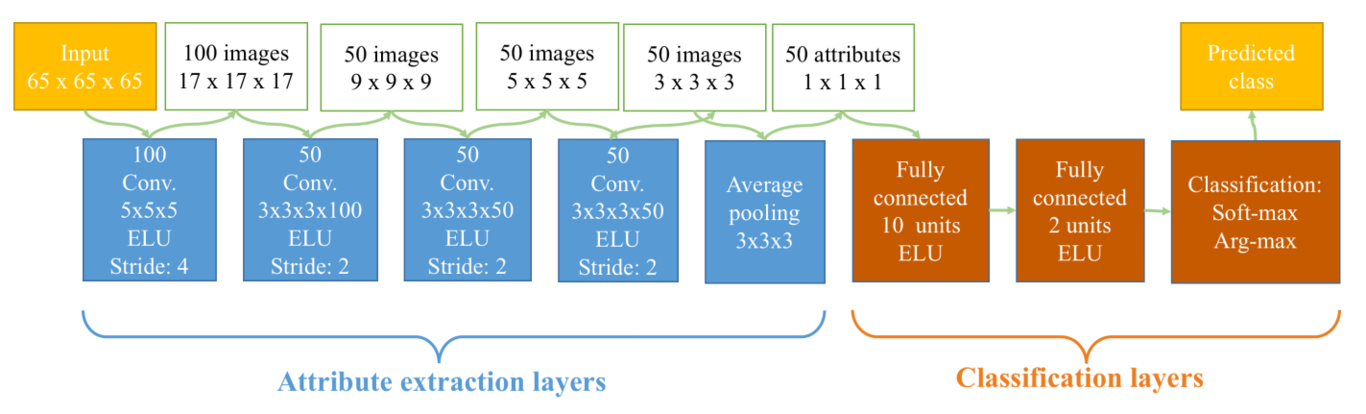 Input
65 x 65 x 65
100 images
17 x 17 x 17
50 images
9 x 9 x 9
50 images
5 x 5 x 5
50 images
3 x 3 x 3
50 attributes
1 x 1 x 1
Predicted
class
100
Conv.
5x5x5
ELU
Stride: 4
50
Conv.
3x3x3x100
ELU
Stride: 2
50
Conv.
3x3x3x50
ELU
Stride: 2
50
Conv.
3x3x3x50
ELU
Stride: 2
Average
pooling
3x3x3
Fully
connected
10 units
ELU
Fully
connected
2 units
ELU
Classification:
Soft-max
Arg-max
Attribute extraction layers
Classification layers